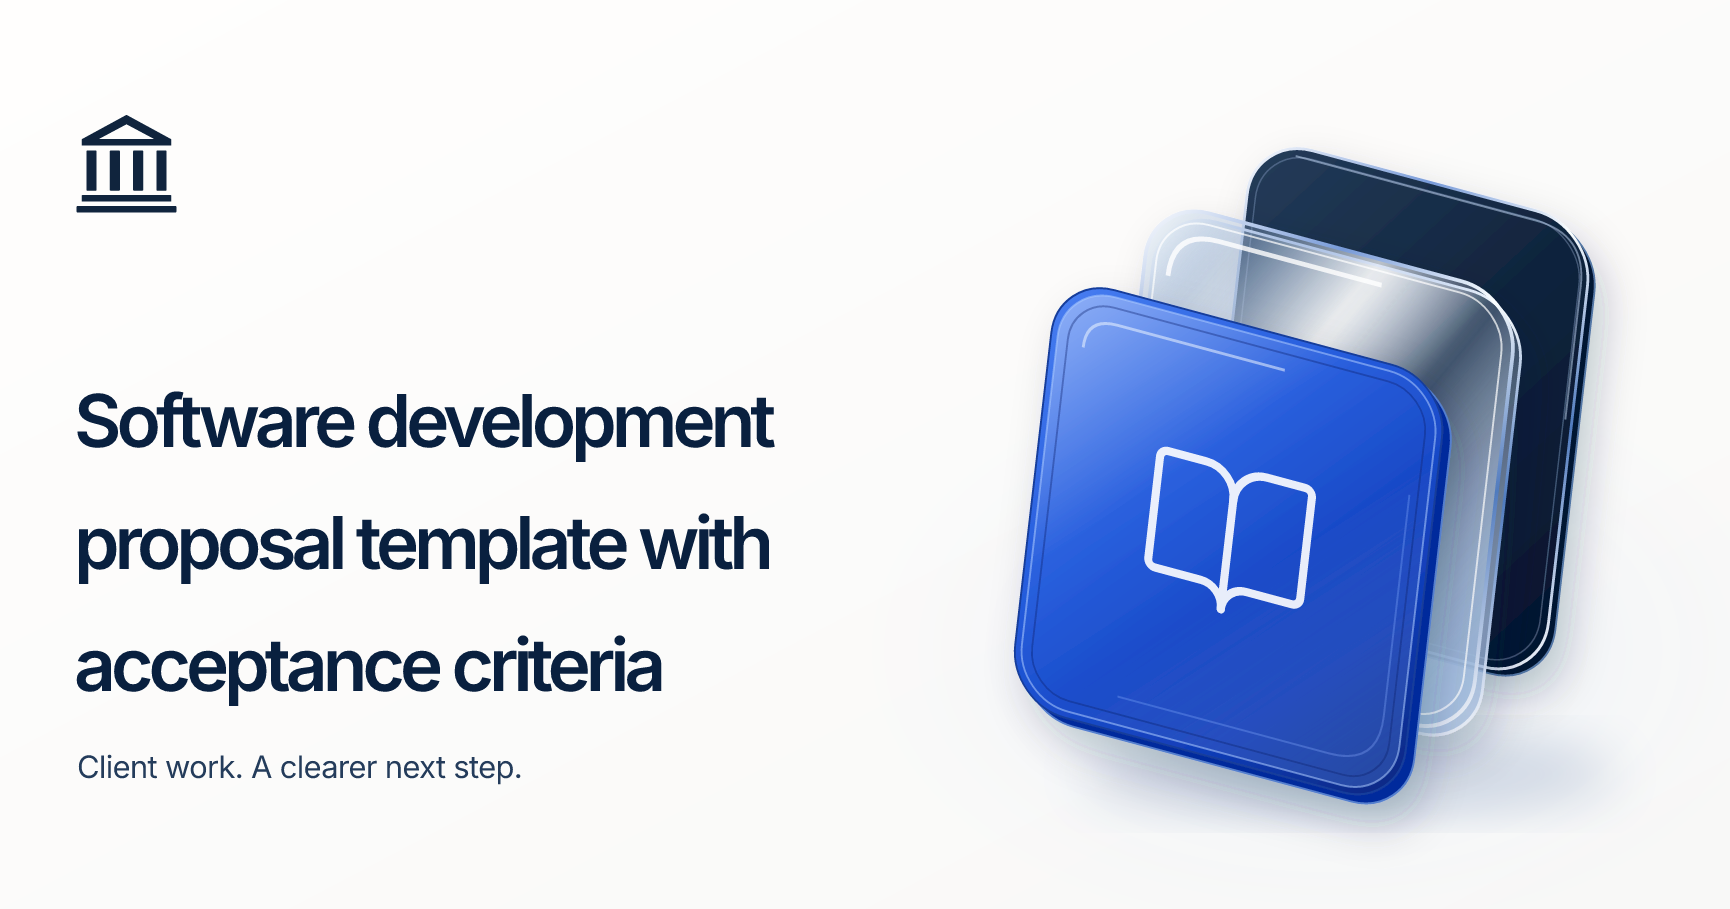 Software development
proposal template with
acceptance criteria
Client work. A clearer next step.